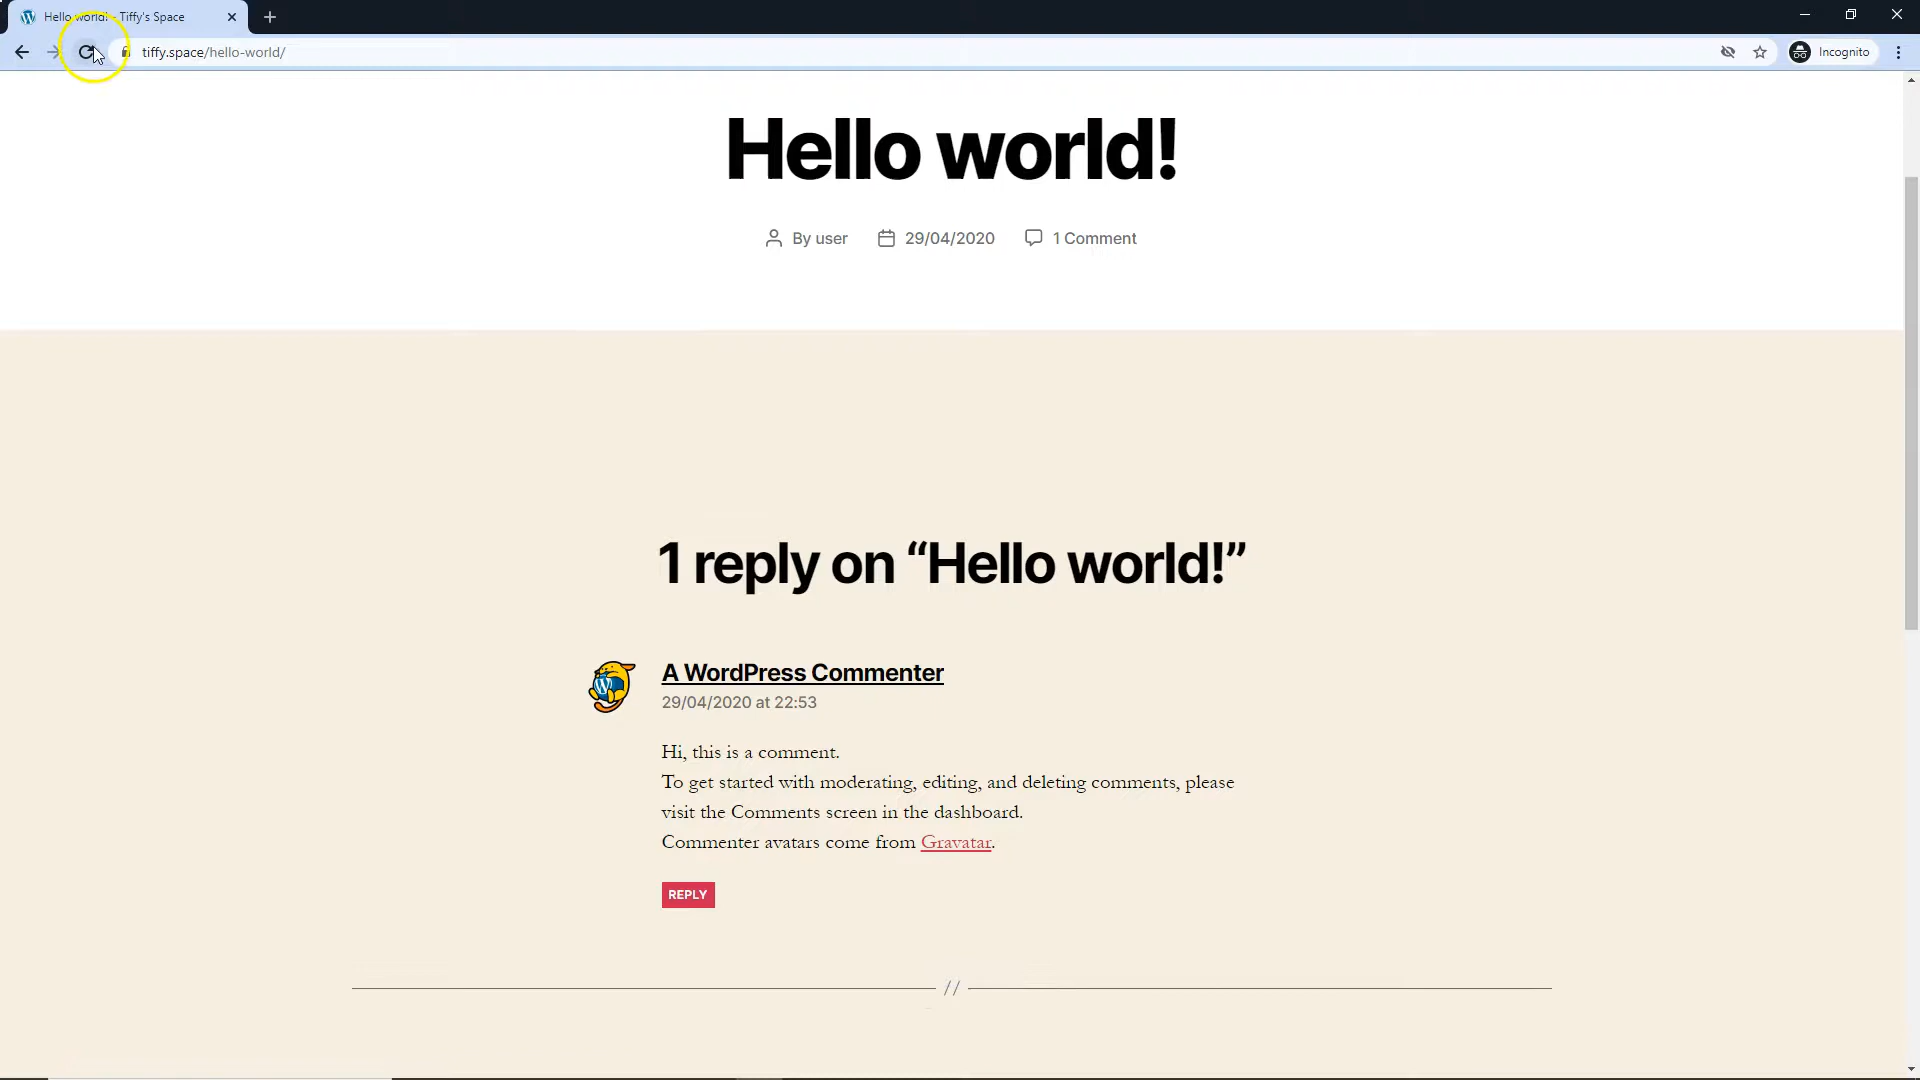 Hello world! - Tiffy's Space
tiffy.space/hello-world/
Incognito
Hello world!
By user 29/04/2020 1 Comment
1 reply on “Hello world!”
A WordPress Commenter
29/04/2020 at 22:53
Hi, this is a comment.
To get started with moderating, editing, and deleting comments, please
visit the Comments screen in the dashboard.
Commenter avatars come from Gravatar.
REPLY
//